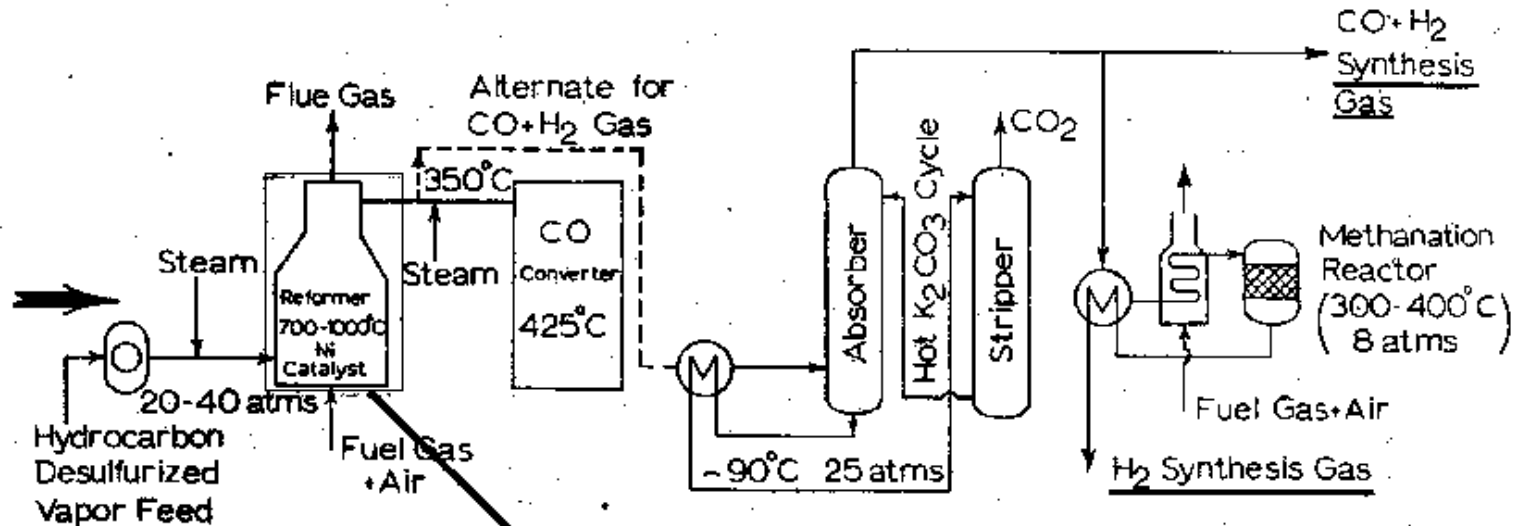 CO+H2
Synthesis
Gas
Flue Gas
Alternate for
CO+H2 Gas
CO2
350°C
Steam
Steam
CO
Converter
425°C
Reformer
700-1000°C
Ni
Catalyst
20-40 atms
Hydrocarbon
Desulfurized
Vapor Feed
Fuel Gas
+Air
Absorber
Hot K2CO3 Cycle
Stripper
~90°C 25 atms
Methanation
Reactor
(300-400°C
8 atms)
Fuel Gas+Air
H2 Synthesis Gas